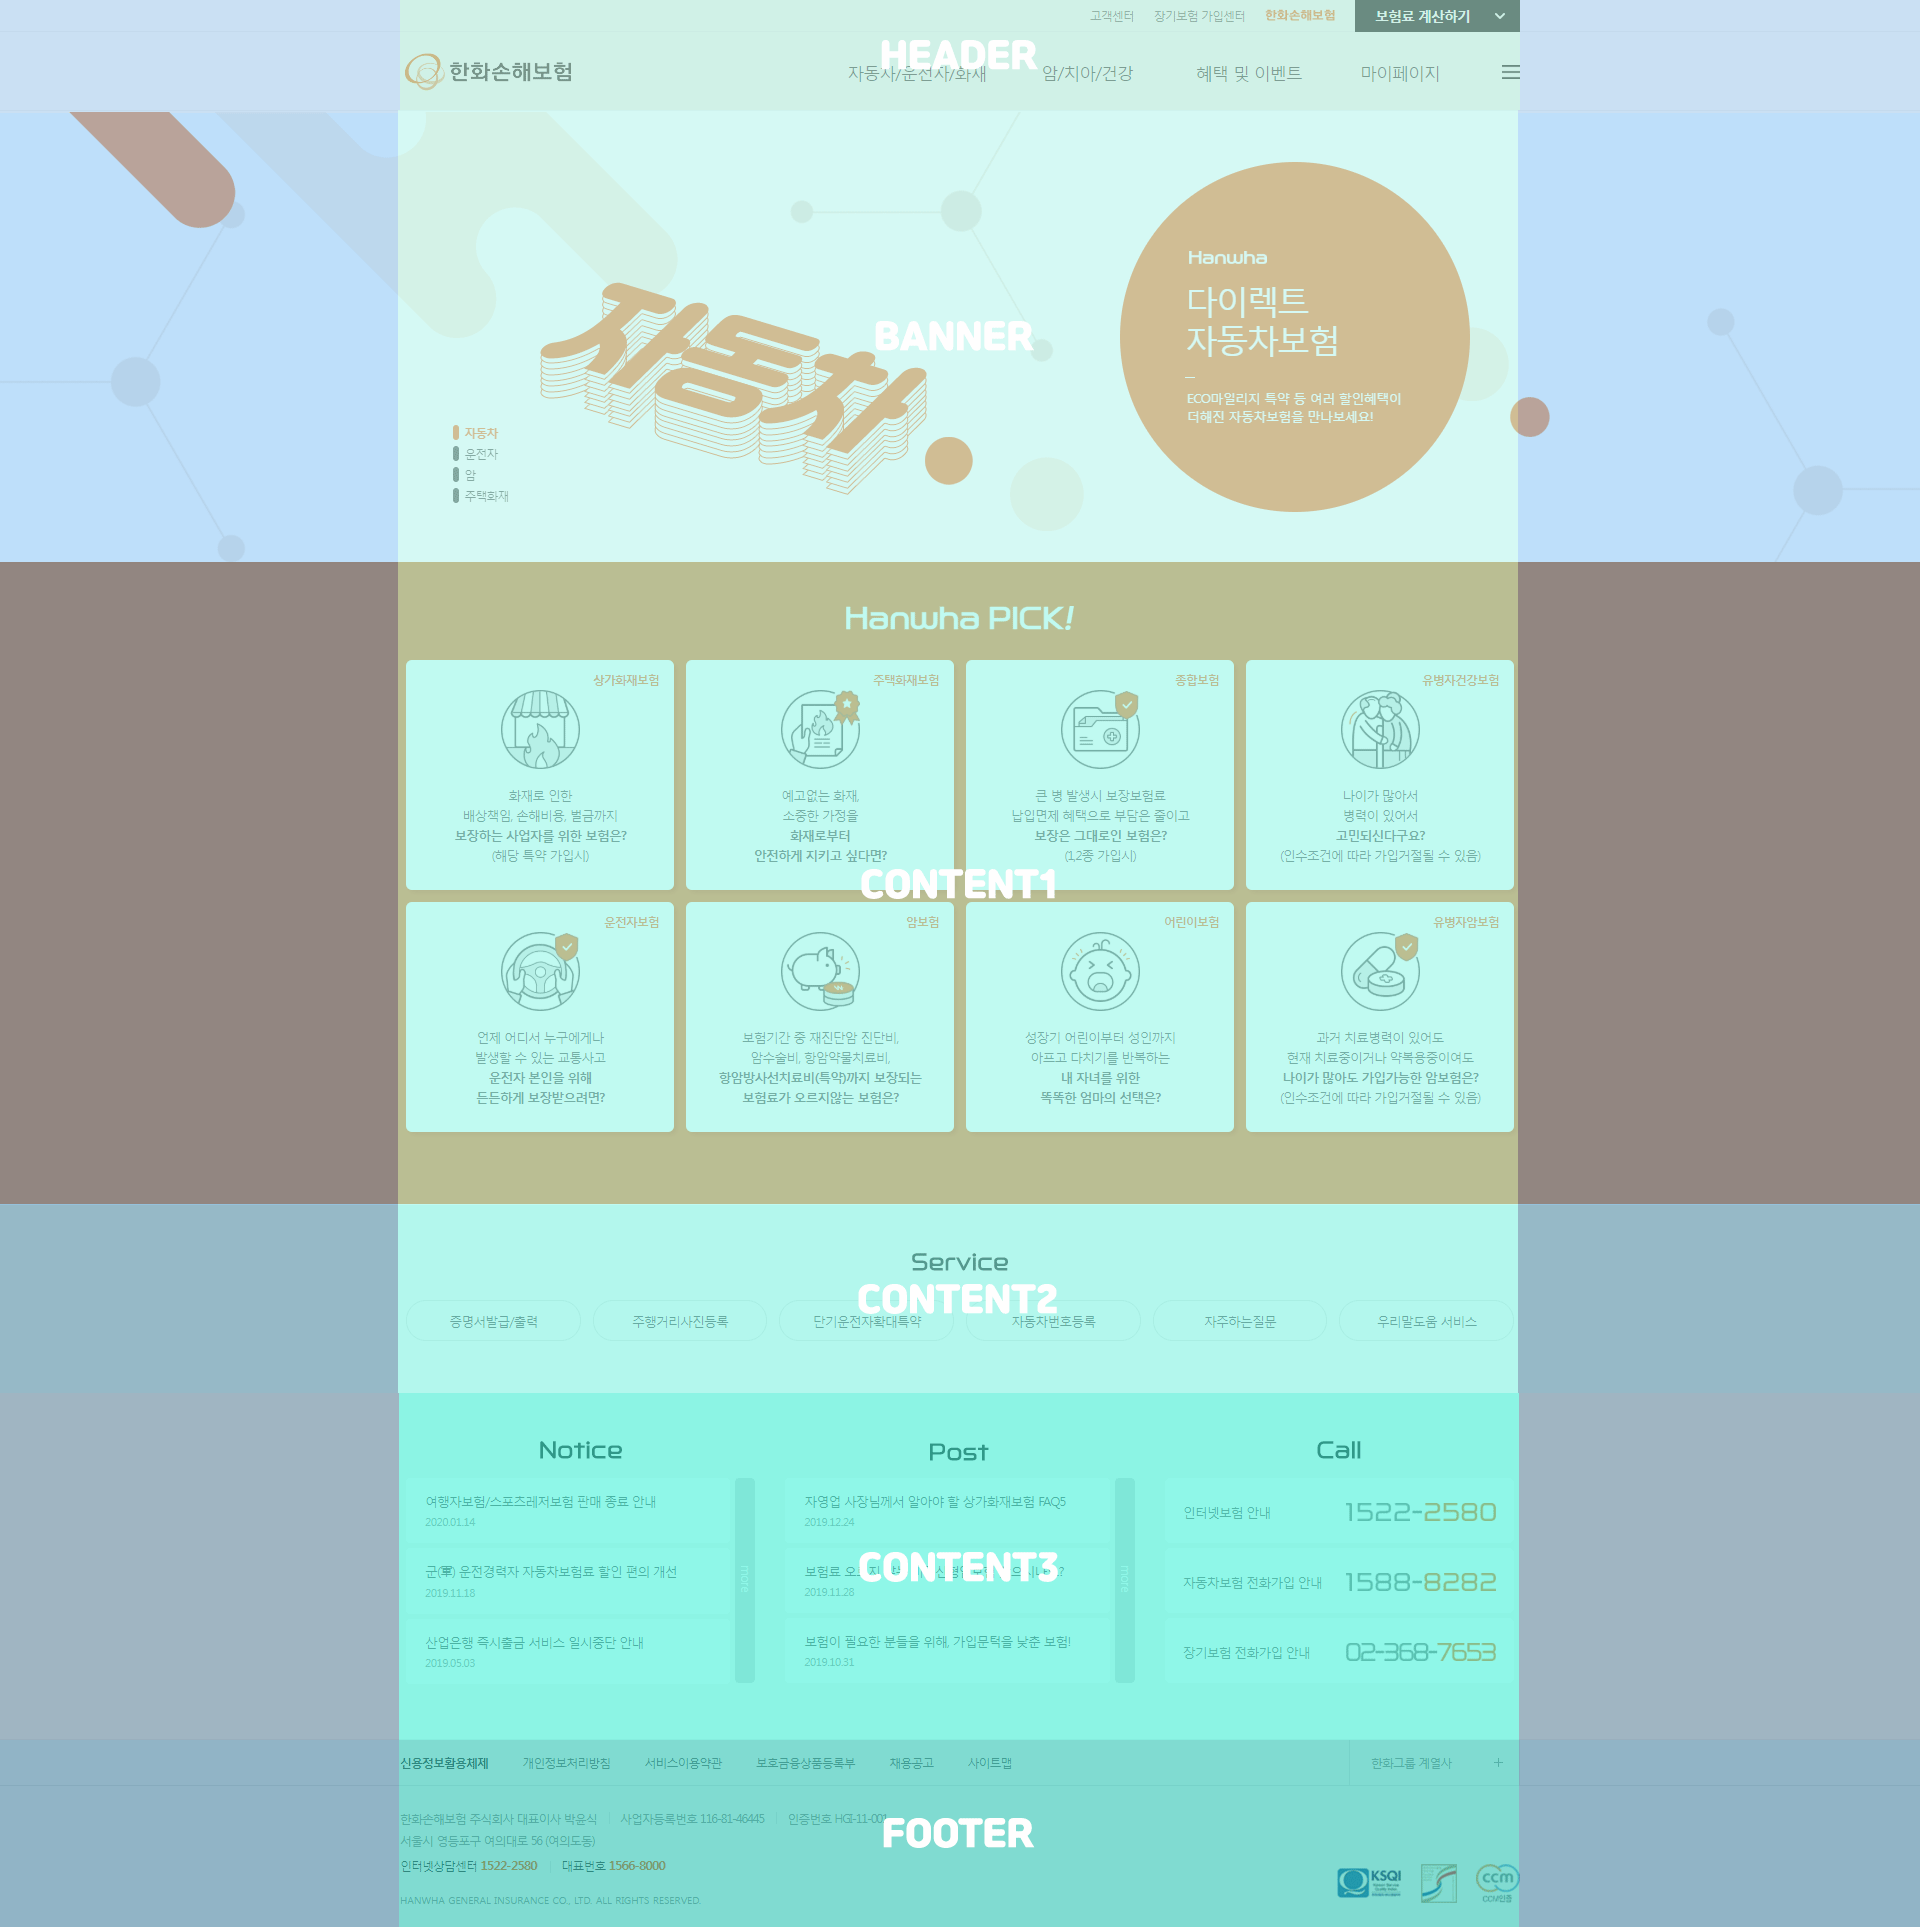 고객센터 장기보험 가입센터 한화손해보험 보험료 계산하기
HEADER
한화손해보험 자동차/운전자/화재 암/치아/건강 혜택 및 이벤트 마이페이지
Hanwha
다이렉트
자동차보험
ECO마일리지 특약 등 여러 할인혜택이
더해진 자동차보험을 만나보세요!
자동차
BANNER
자동차
운전자
암
주택화재
Hanwha PICK!
상가화재보험
화재로 인한
배상책임, 손해비용, 벌금까지
보장하는 사업자를 위한 보험은?
(해당 특약 가입시)
주택화재보험
예고없는 화재,
소중한 가정을
화재로부터
안전하게 지키고 싶다면?
종합보험
큰 병 발생시 보장보험료
납입면제 혜택으로 부담은 줄이고
보장은 그대로인 보험은?
(1,2종 가입시)
유병자건강보험
나이가 많아서
병력이 있어서
고민되신다구요?
(인수조건에 따라 가입거절될 수 있음)
CONTENT1
운전자보험
언제 어디서 누구에게나
발생할 수 있는 교통사고
운전자 본인을 위해
든든하게 보장받으려면?
암보험
보험기간 중 재진단암 진단비,
암수술비, 항암약물치료비,
항암방사선치료비(특약)까지 보장되는
보험료가 오르지않는 보험은?
어린이보험
성장기 어린이부터 성인까지
아프고 다치기를 반복하는
내 자녀를 위한
똑똑한 엄마의 선택은?
유병자암보험
과거 치료병력이 있어도
현재 치료중이거나 약복용중이여도
나이가 많아도 가입가능한 암보험은?
(인수조건에 따라 가입거절될 수 있음)
Service
CONTENT2
증명서발급/출력 주행거리사진등록 단기운전자확대특약 자동차번호등록 자주하는질문 우리말도움 서비스
Notice
여행자보험/스포츠레저보험 판매 종료 안내
2020.01.14
군(軍) 운전경력자 자동차보험료 할인 편의 개선
2019.11.18
산업은행 즉시출금 서비스 일시중단 안내
2019.05.03
more
Post
자영업 사장님께서 알아야 할 상가화재보험 FAQ5
2019.12.24
보험료
CONTENT3
2019.11.28
보험이 필요한 분들을 위해, 가입문턱을 낮춘 보험!
2019.10.31
more
Call
인터넷보험 안내 1522-2580
자동차보험 전화가입 안내 1588-8282
장기보험 전화가입 안내 02-368-7653
신용정보활용체제 개인정보처리방침 서비스이용약관 보호금융상품등록부 채용공고 사이트맵 한화그룹 계열사 +
한화손해보험 주식회사 대표이사 박윤식 사업자등록번호 116-81-46445 인증번호 HGI-11-001
FOOTER
서울시 영등포구 여의대로 56 (여의도동)
인터넷상담센터 1522-2580 대표번호 1566-8000
HANWHA GENERAL INSURANCE CO., LTD. ALL RIGHTS RESERVED.
KSQI
ccm
CCM인증